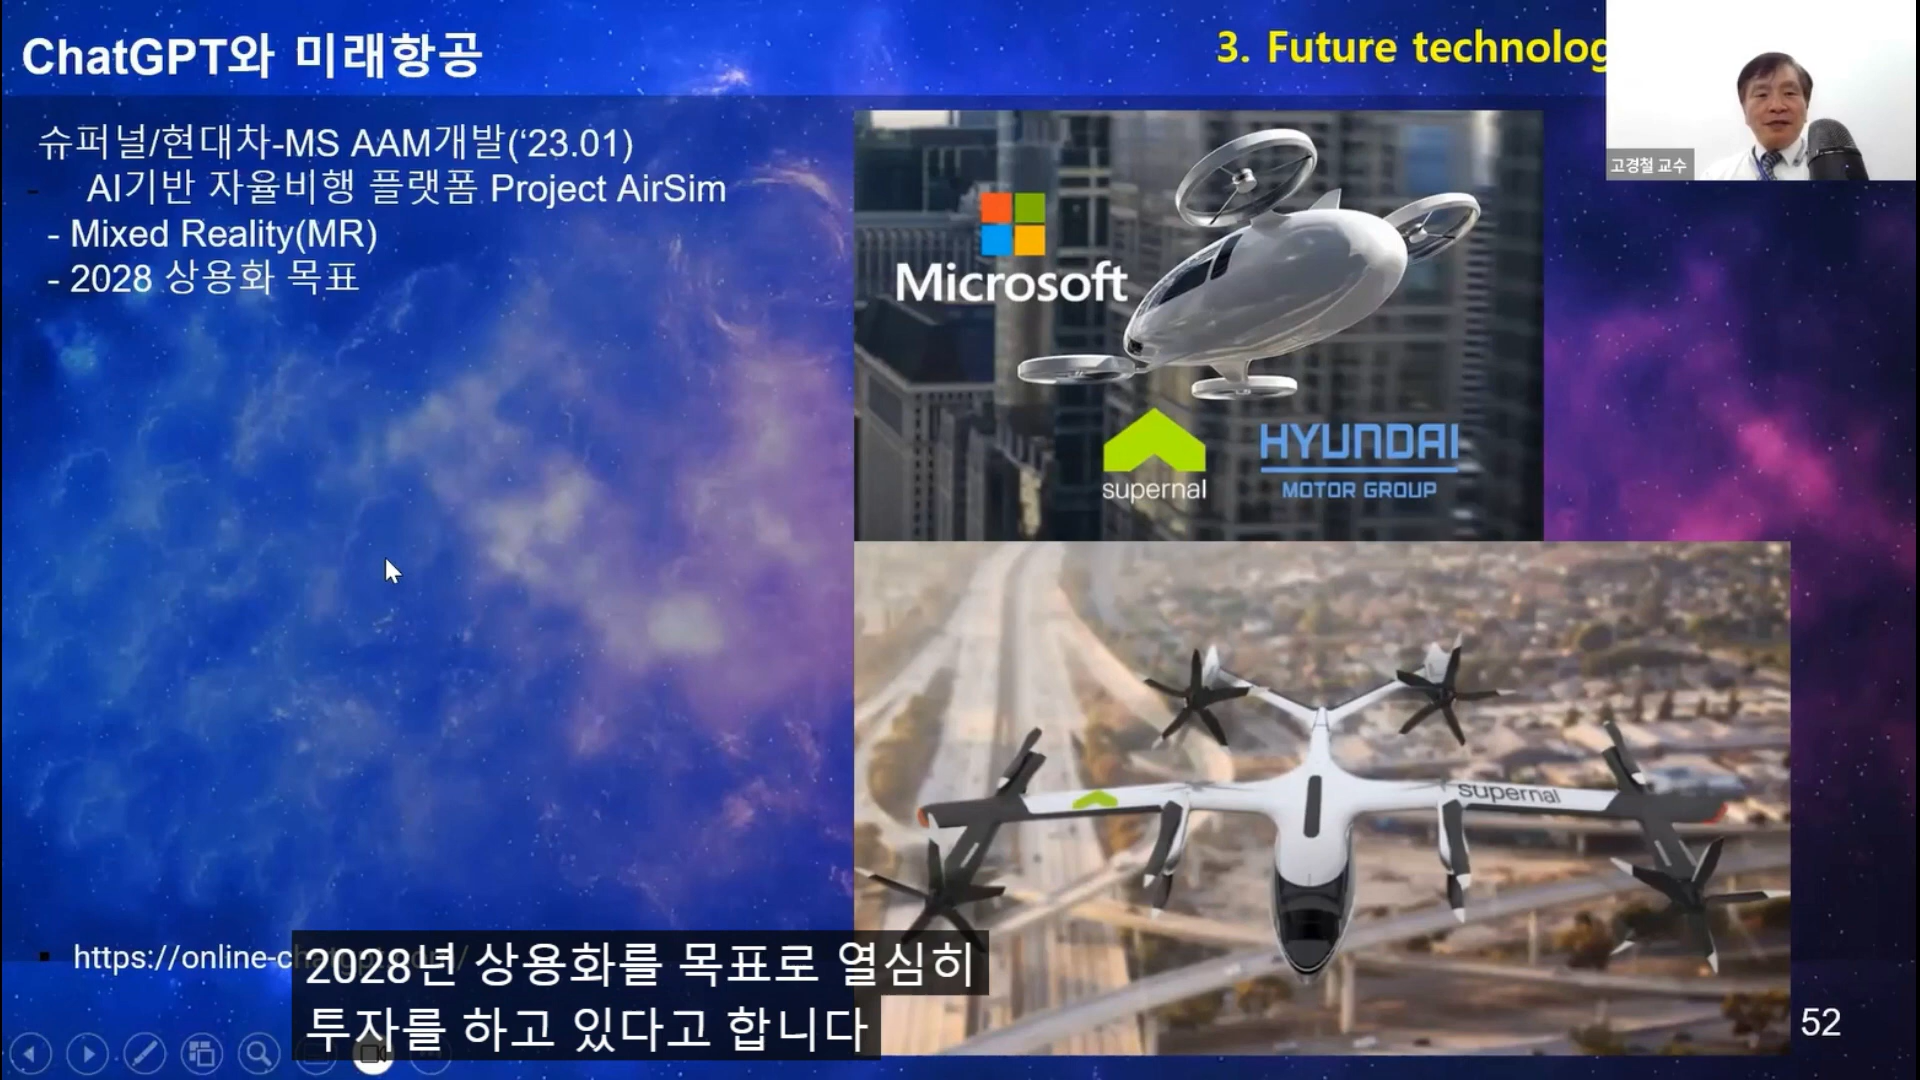 ChatGPT와 미래항공
3. Future technolog
고경철 교수
슈퍼널/현대차-MS AAM개발(‘23.01)
- AI기반 자율비행 플랫폼 Project AirSim
- Mixed Reality(MR)
- 2028 상용화 목표
Microsoft
supernal
HYUNDAI
MOTOR GROUP
supernal
https://online-c
2028년 상용화를 목표로 열심히
투자를 하고 있다고 합니다
52